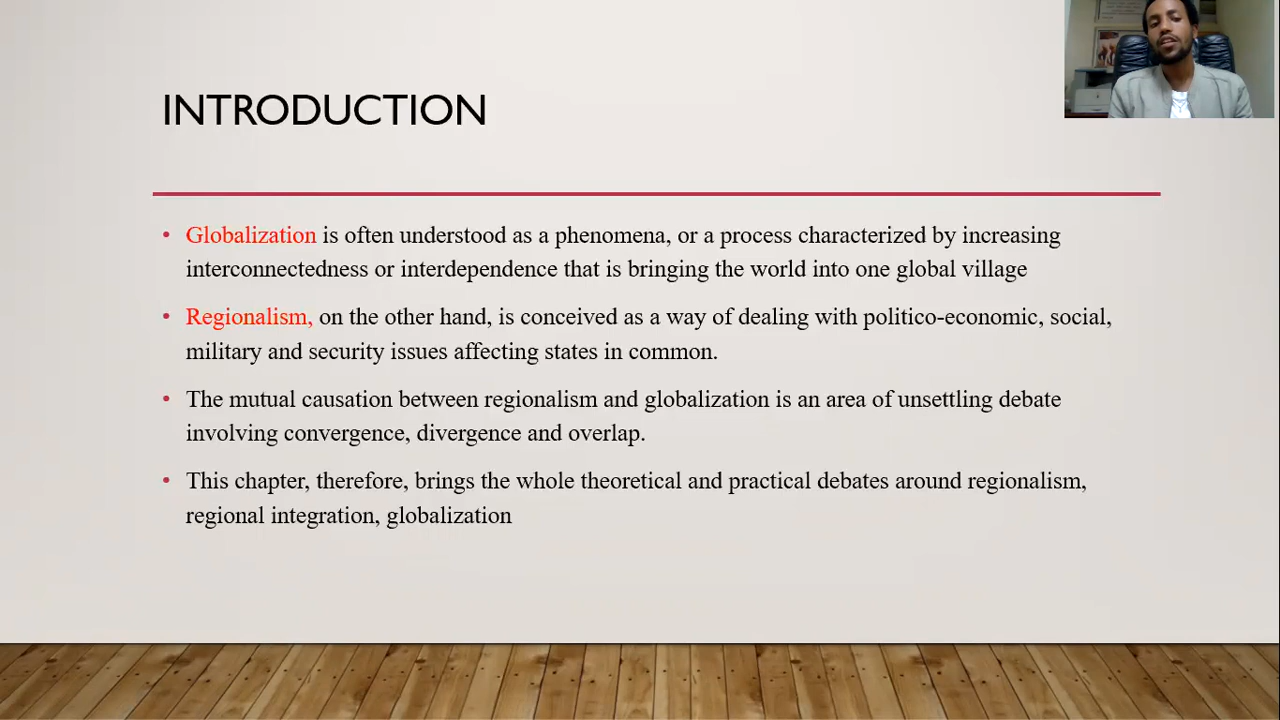 INTRODUCTION
• Globalization is often understood as a phenomena, or a process characterized by increasing
interconnectedness or interdependence that is bringing the world into one global village
• Regionalism, on the other hand, is conceived as a way of dealing with politico-economic, social,
military and security issues affecting states in common.
• The mutual causation between regionalism and globalization is an area of unsettling debate
involving convergence, divergence and overlap.
• This chapter, therefore, brings the whole theoretical and practical debates around regionalism,
regional integration, globalization